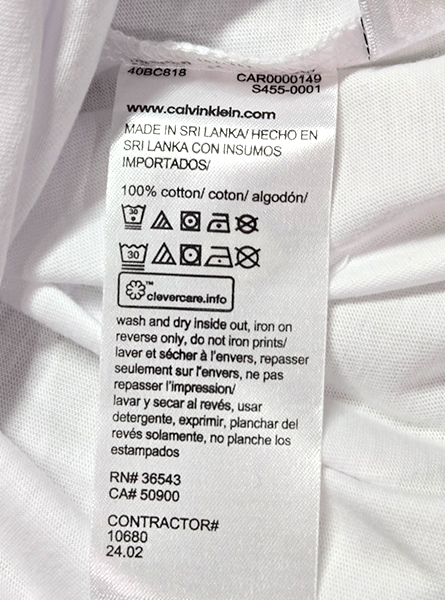 40BC818 CAR0000149
S455-0001
www.calvinklein.com
MADE IN SRI LANKA/ HECHO EN
SRI LANKA CON INSUMOS
IMPORTADOS/
100% cotton/ coton/ algodón/
30
30
clevercare.info
wash and dry inside out, iron on
reverse only, do not iron prints/
laver et sécher à l'envers, repasser
seulement sur l'envers, ne pas
repasser l'impression/
lavar y secar al revés, usar
detergente, exprimir, planchar del
revés solamente, no planche los
estampados
RN# 36543
CA# 50900
CONTRACTOR#
10680
24.02